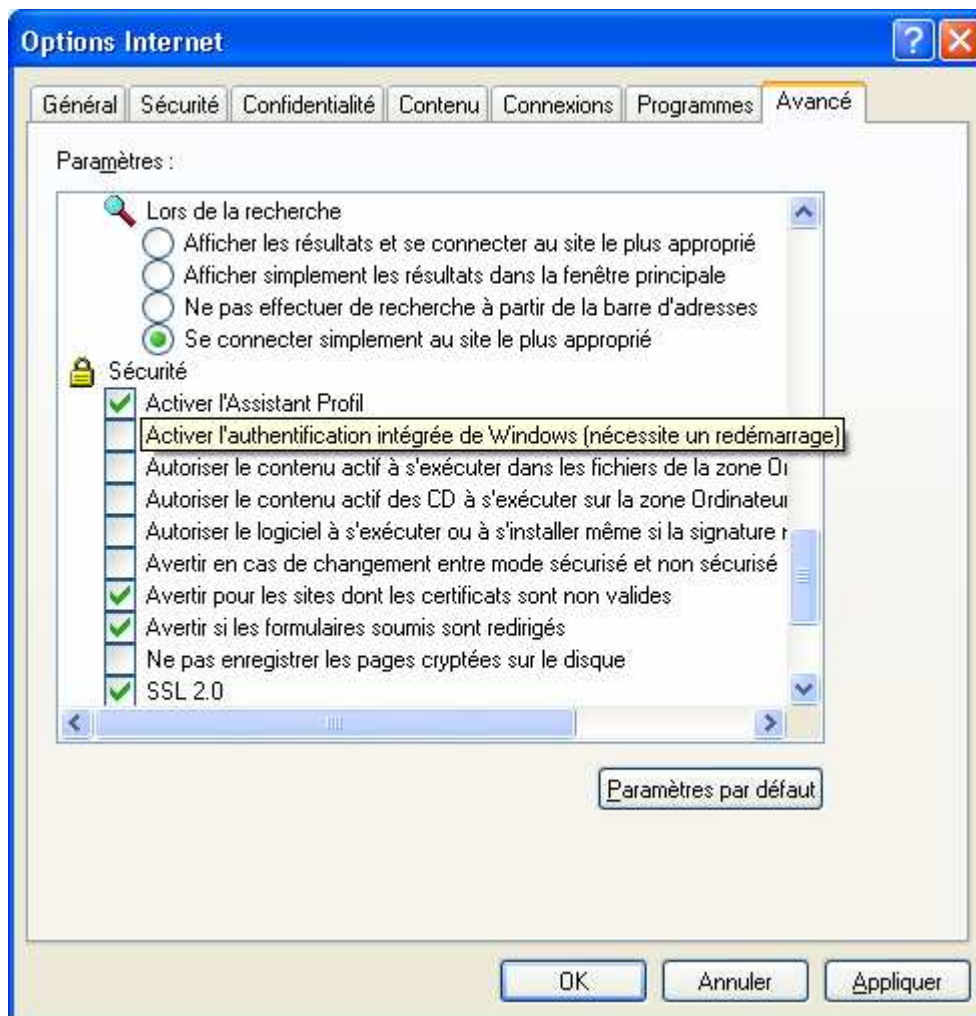 Options Internet
Général Sécurité Confidentialité Contenu Connexions Programmes Avancé
Paramètres :
Lors de la recherche
Afficher les résultats et se connecter au site le plus approprié
Afficher simplement les résultats dans la fenêtre principale
Ne pas effectuer de recherche à partir de la barre d'adresses
Se connecter simplement au site le plus approprié
Sécurité
Activer l'Assistant Profil
Activer l'authentification intégrée de Windows (nécessite un redémarrage)
Autoriser le contenu actif à s'exécuter dans les fichiers de la zone
Autoriser le contenu actif des CD à s'exécuter sur la zone Ordinateur
Autoriser le logiciel à s'exécuter ou à s'installer même si la signature
Avertir en cas de changement entre mode sécurisé et non sécurisé
Avertir pour les sites dont les certificats sont non valides
Avertir si les formulaires soumis sont redirigés
Ne pas enregistrer les pages cryptées sur le disque
SSL 2.0
Paramètres par défaut
OK Annuler Appliquer